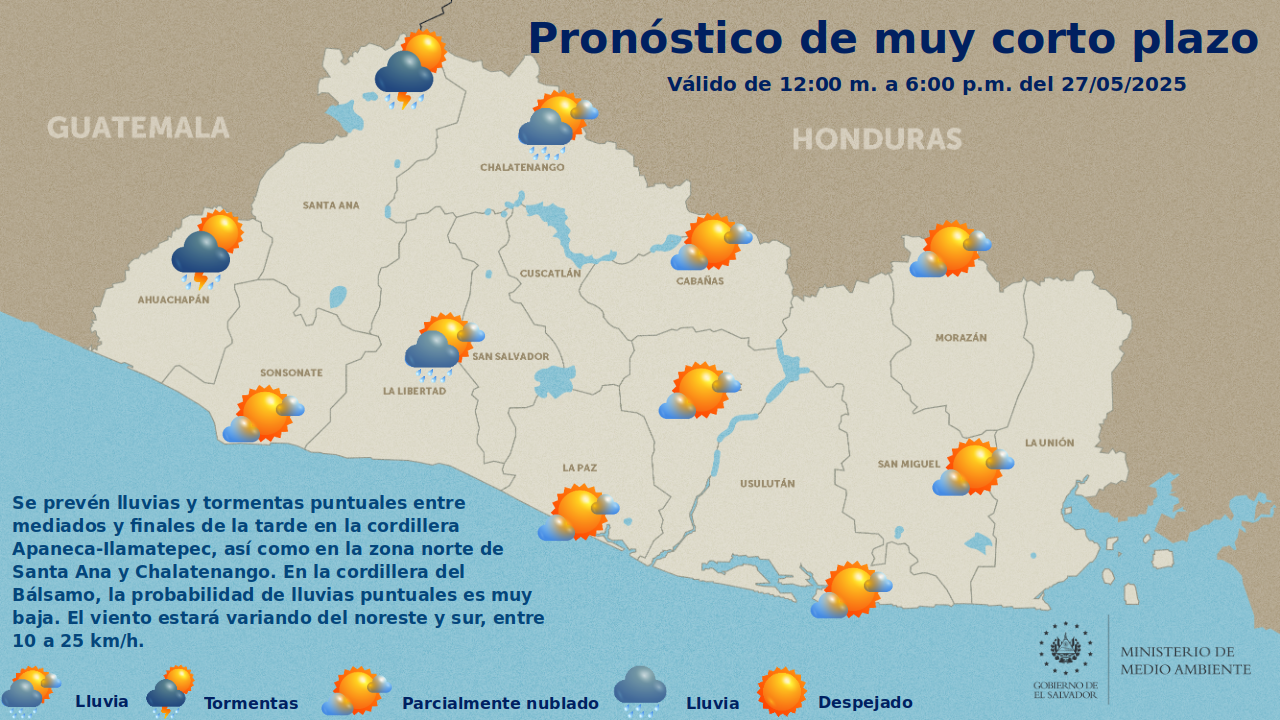 Pronóstico de muy corto plazo
Válido de 12:00 m. a 6:00 p.m. del 27/05/2025
GUATEMALA
HONDURAS
CHALATENANGO
SANTA ANA
CUSCATLÁN
CABAÑAS
AHUACHAPÁN
MORAZÁN
SAN SALVADOR
SONSONATE
LA LIBERTAD
LA UNIÓN
LA PAZ
SAN MIGUEL
USULUTÁN
Se prevén lluvias y tormentas puntuales entre
mediados y finales de la tarde en la cordillera
Apaneca-Ilamatepec, así como en la zona norte de
Santa Ana y Chalatenango. En la cordillera del
Bálsamo, la probabilidad de lluvias puntuales es muy
baja. El viento estará variando del noreste y sur, entre
10 a 25 km/h.
GOBIERNO DE
EL SALVADOR
MINISTERIO DE
MEDIO AMBIENTE
Lluvia
Tormentas
Parcialmente nublado
Lluvia
Despejado